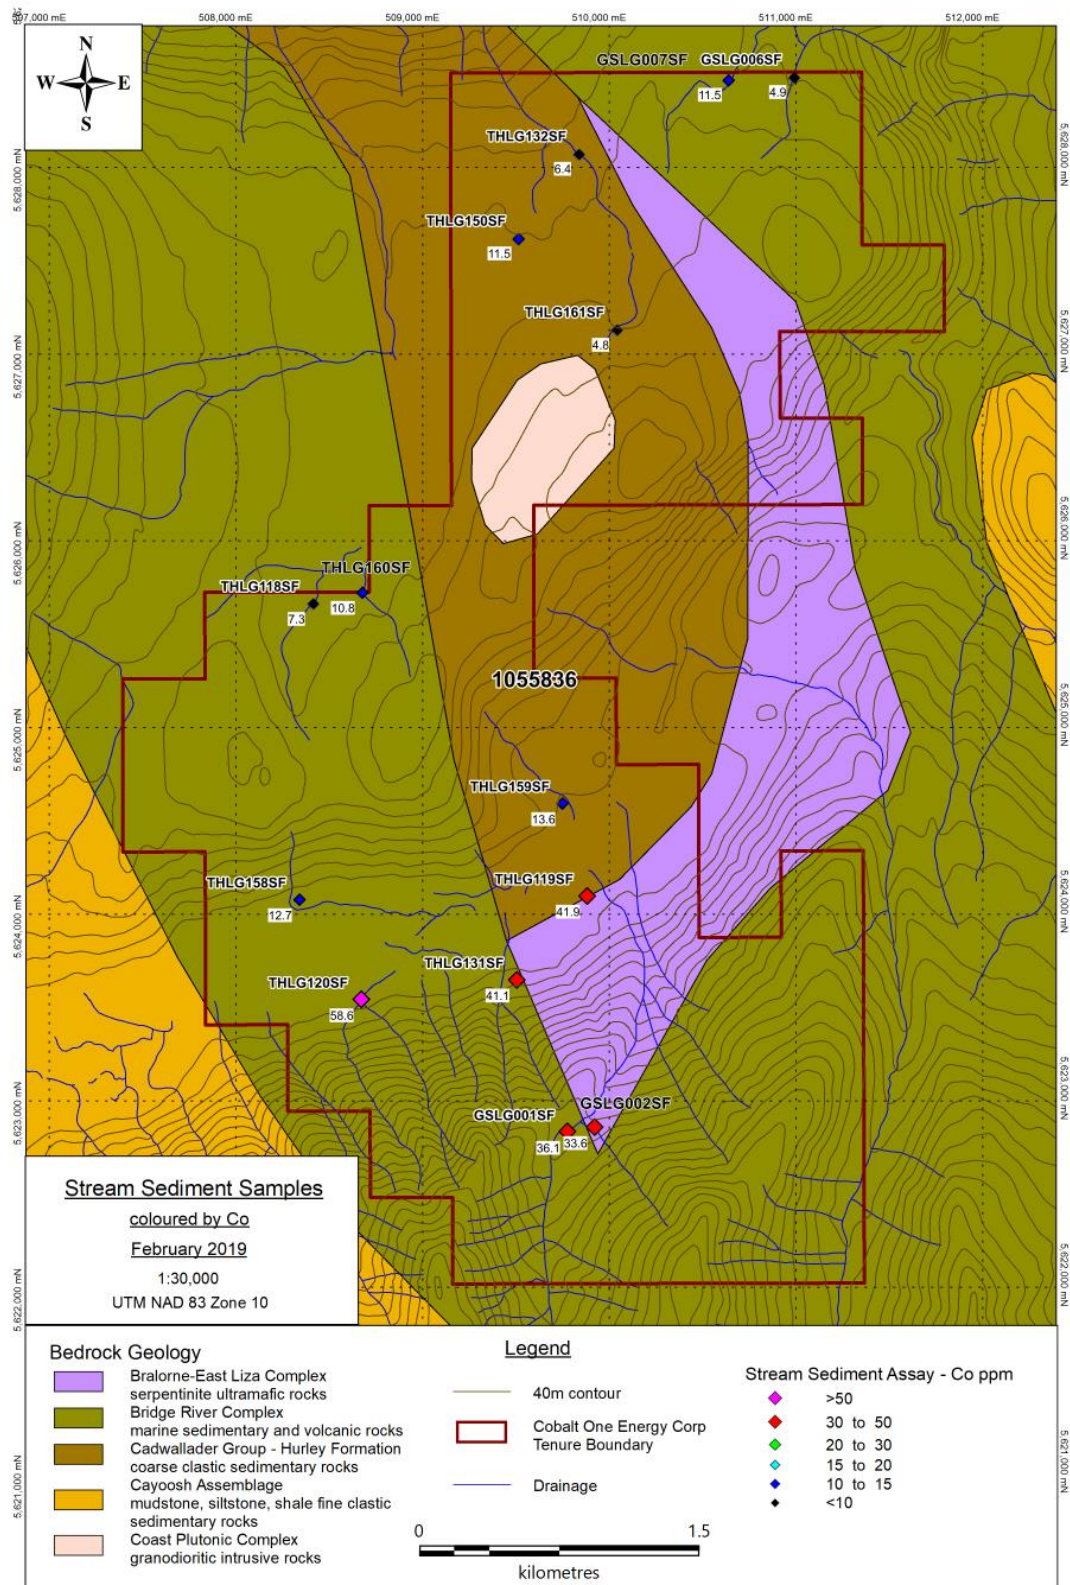 507,000 mE
508,000 mE
509,000 mE
510,000 mE
511,000 mE
512,000 mE
N
W
E
S
GSLG007SF
GSLG006SF
11.5
4.9
THLG132SF
6.4
5,628,000 mN
5,628,000 mN
THLG150SF
11.5
THLG161SF
4.8
5,627,000 mN
5,627,000 mN
5,626,000 mN
5,626,000 mN
THLG118SF
THLG160SF
7.3
10.8
1055836
5,625,000 mN
5,625,000 mN
THLG159SF
13.6
THLG158SF
12.7
THLG119SF
41.9
5,624,000 mN
5,624,000 mN
THLG131SF
41.1
THLG120SF
58.6
GSLG001SF
GSLG002SF
36.1
33.6
5,623,000 mN
5,623,000 mN
5,622,000 mN
5,622,000 mN
Stream Sediment Samples
coloured by Co
February 2019
1:30,000
UTM NAD 83 Zone 10
5,621,000 mN
5,621,000 mN
Bedrock Geology
Bralorne-East Liza Complex
serpentinite ultramafic rocks
Bridge River Complex
marine sedimentary and volcanic rocks
Cadwallader Group - Hurley Formation
coarse clastic sedimentary rocks
Cayoosh Assemblage
mudstone, siltstone, shale fine clastic
sedimentary rocks
Coast Plutonic Complex
granodioritic intrusive rocks
Legend
40m contour
Cobalt One Energy Corp
Tenure Boundary
Drainage
0
1.5
kilometres
Stream Sediment Assay - Co ppm
>50
30 to 50
20 to 30
15 to 20
10 to 15
<10